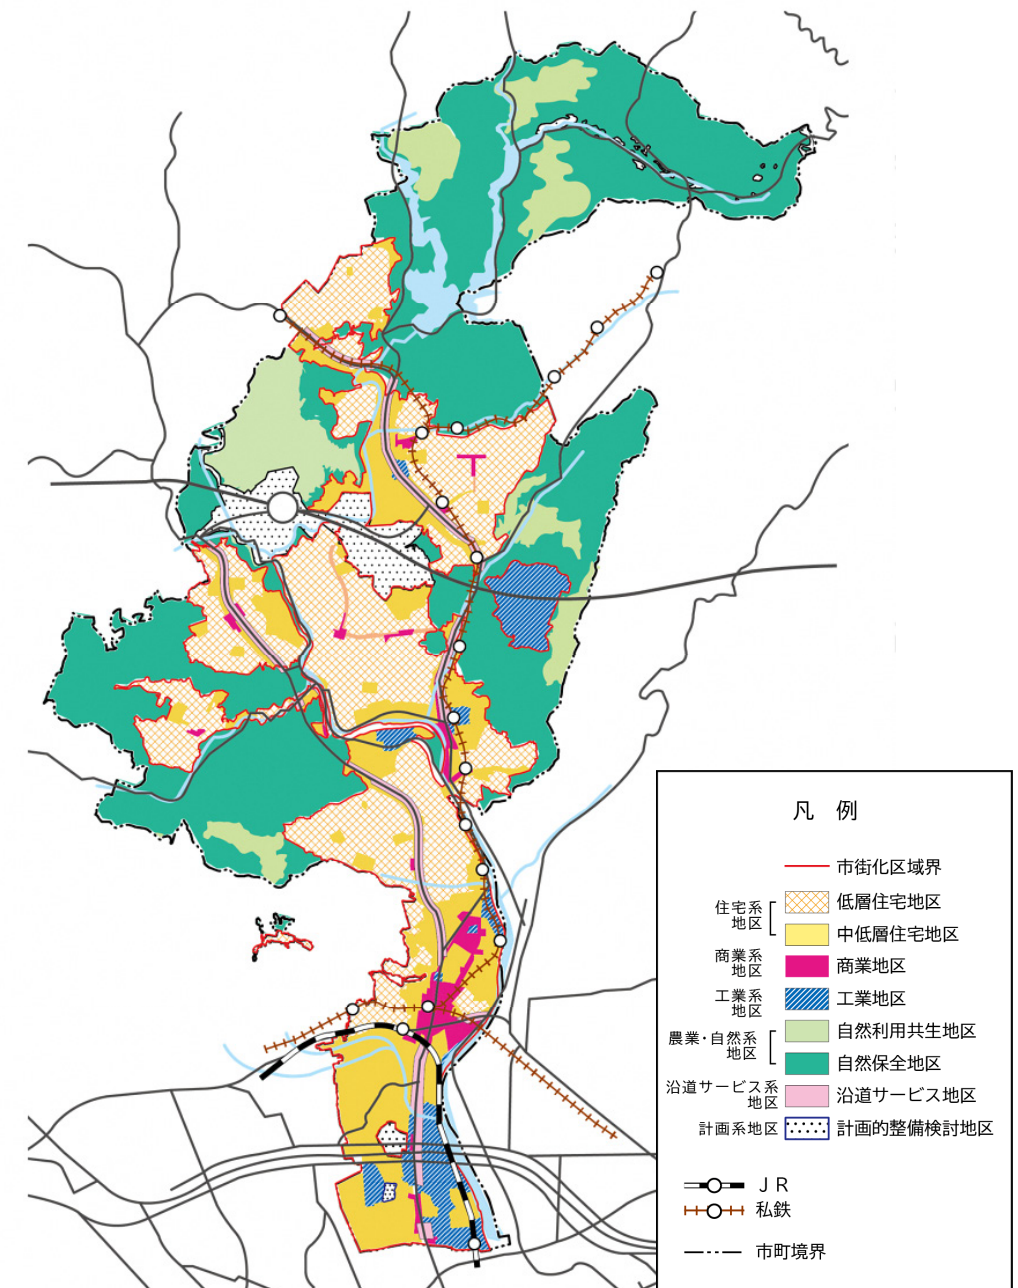 凡 例
市街化区域界
住宅系
地区
低層住宅地区
中低層住宅地区
商業系
地区
商業地区
工業系
地区
工業地区
農業・自然系
地区
自然利用共生地区
自然保全地区
沿道サービス系
地区
沿道サービス地区
計画系地区
計画的整備検討地区
ＪＲ
私鉄
市町境界